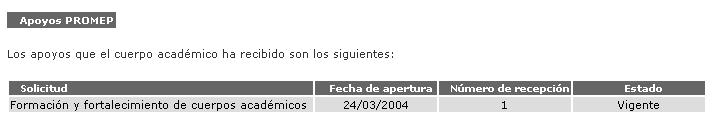 Apoyos PROMEP
Los apoyos que el cuerpo académico ha recibido son los siguientes:
Solicitud Fecha de apertura Número de recepción Estado
Formación y fortalecimiento de cuerpos académicos 24/03/2004 1 Vigente